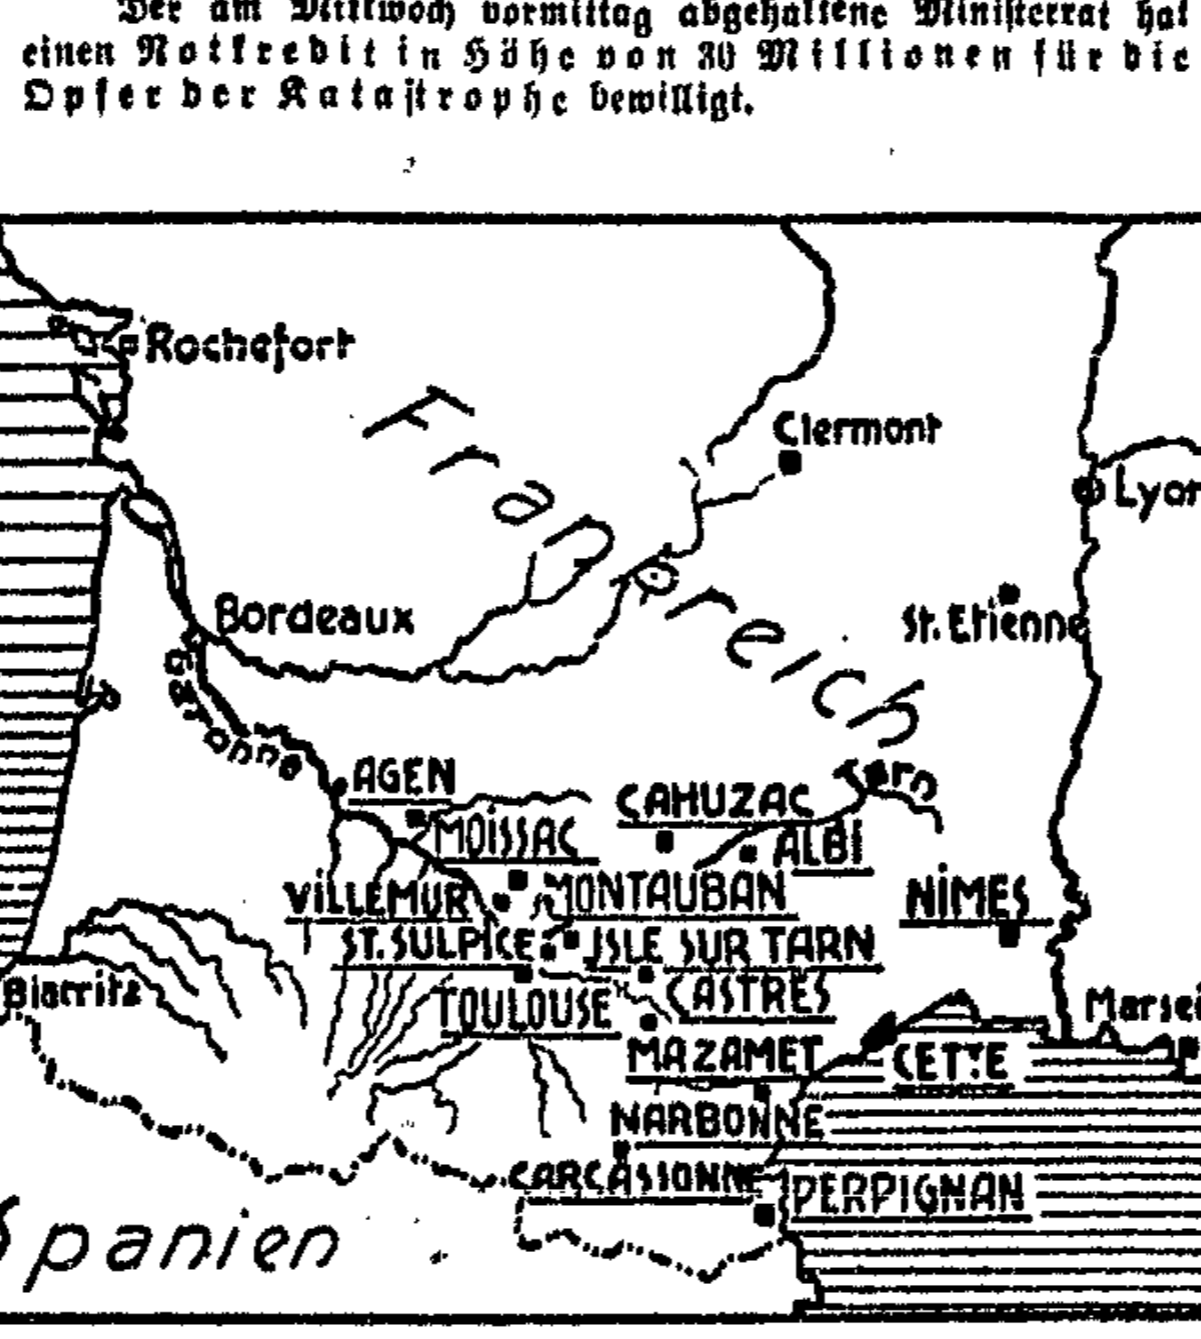 Der am Mittwoch vormittag abgehaltene Ministerrat hat
einen Notkredit in Höhe von 30 Millionen für die
Opfer der Katastrophe bewilligt.
Rochefort
Frankreich
Clermont
Lyon
Bordeaux
St. Etienne
Garonne
AGEN
Tarn
CAHUZAC
MOISSAC
ALBI
VILLEMUR
MONTAUBAN
NIMES
ST. SULPICE
ISLE SUR TARN
Biarritz
TOULOUSE
CASTRES
Marsei
MAZAMET
CETTE
NARBONNE
CARCASSONNE
PERPIGNAN
Spanien